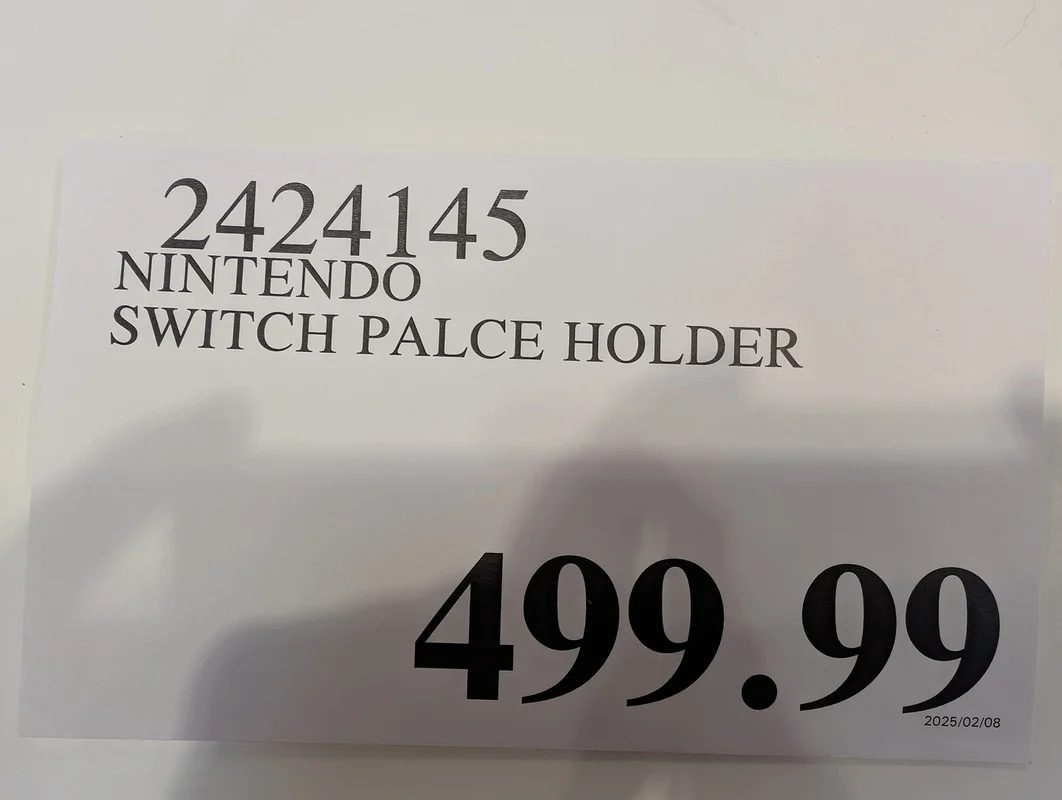 2424145
NINTENDO
SWITCH PALCE HOLDER
499.99
2025/02/08